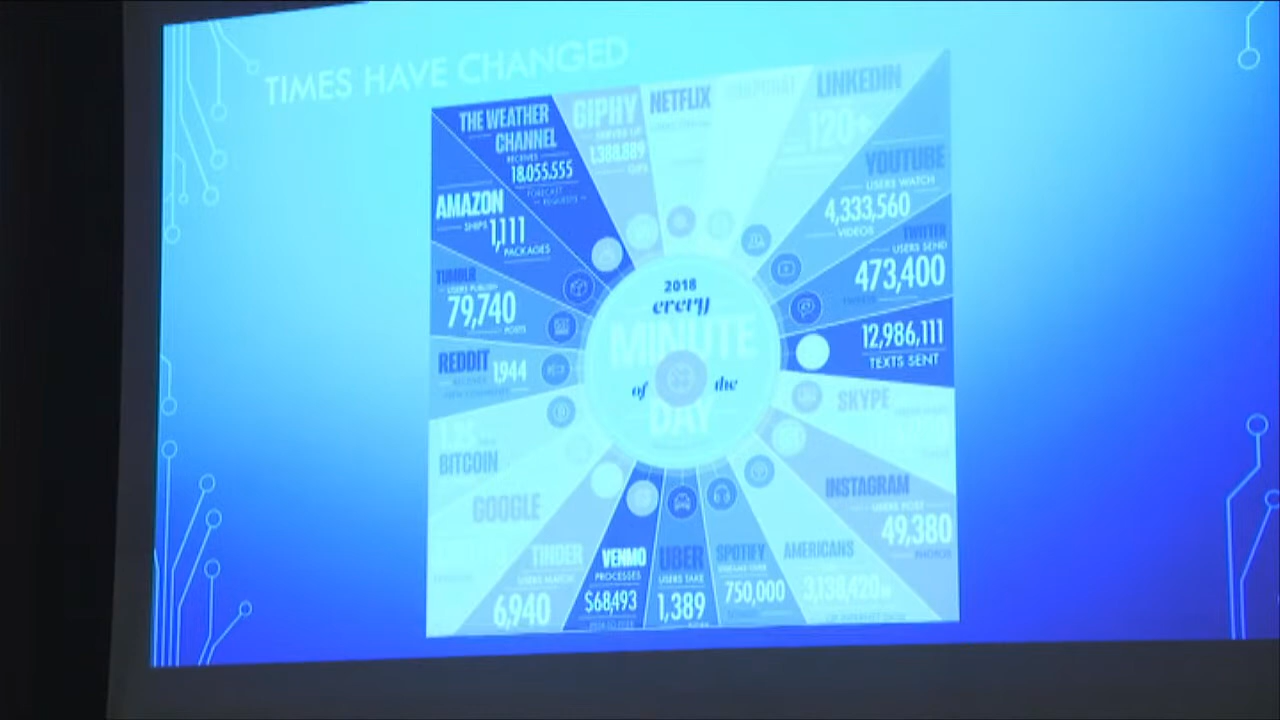 TIMES HAVE CHANGED
THE WEATHER
CHANNEL
RECEIVES
18,055,555
FORECAST
REQUESTS
GIPHY
SERVES UP
1,388,889
GIFS
NETFLIX
LINKEDIN
120+
YOUTUBE
USERS WATCH
4,333,560
VIDEOS
TWITTER
USERS SEND
473,400
TWEETS
12,986,111
TEXTS SENT
SKYPE
INSTAGRAM
USERS POST
49,380
PHOTOS
AMERICANS
3,138,420
SPOTIFY
750,000
UBER
USERS TAKE
1,389
VENMO
PROCESSES
$68,493
TINDER
USERS MATCH
6,940
GOOGLE
BITCOIN
REDDIT
RECEIVES
1944
TUMBLR
USERS PUBLISH
79,740
POSTS
AMAZON
SHIPS 1,111
PACKAGES
2018
every
MINUTE
of the
DAY